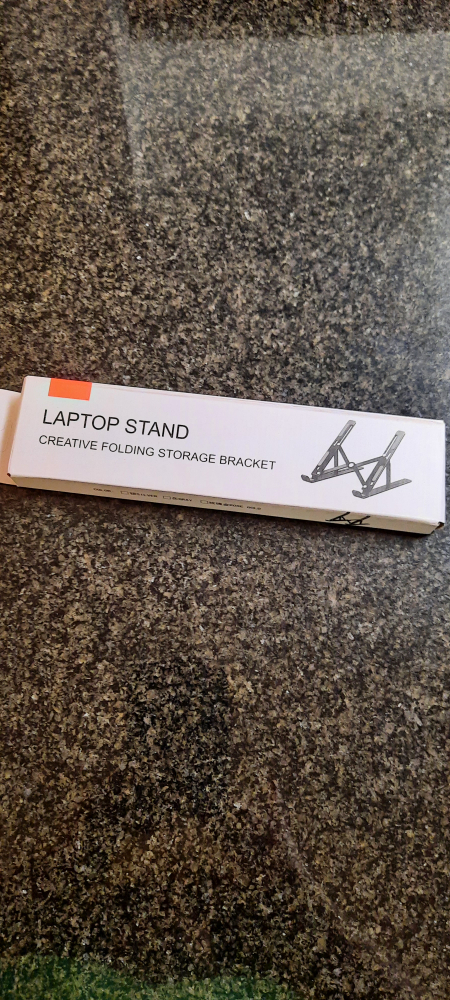 LAPTOP STAND
CREATIVE FOLDING STORAGE BRACKET